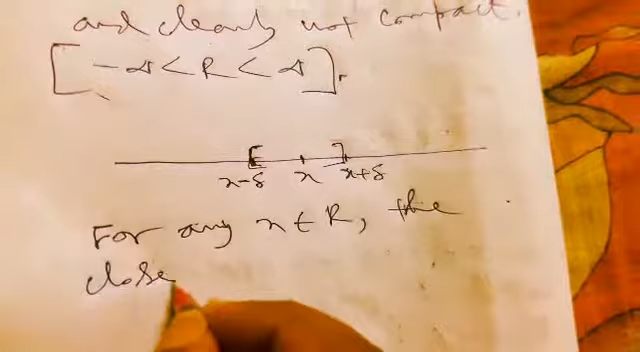 and clearly not compact.
[-∞ < R < ∞].
[ ]
x-δ x x+δ
For any x ∈ R, the
close